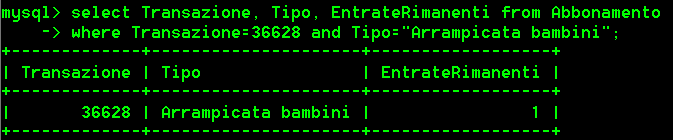 mysql> select Transazione, Tipo, EntrateRimanenti from Abbonamento
    -> where Transazione=36628 and Tipo="Arrampicata bambini";
+-------------+---------------------+------------------+
| Transazione | Tipo                | EntrateRimanenti |
+-------------+---------------------+------------------+
|       36628 | Arrampicata bambini |                1 |
+-------------+---------------------+------------------+